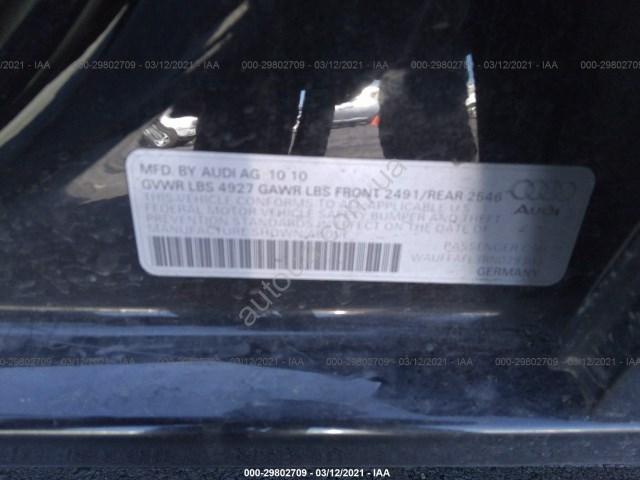 000-29802709 - 03/12/2021 - IAA
MFD. BY AUDI AG 10 10
GVWR LBS 4927 GAWR LBS FRONT 2491/REAR 2546
THIS VEHICLE CONFORMS TO ALL APPLICABLE U.S.
FEDERAL MOTOR VEHICLE SAFETY, BUMPER AND THEFT
PREVENTION STANDARDS IN EFFECT ON THE DATE OF
MANUFACTURE SHOWN ABOVE
Audi
PASSENGER CAR
GERMANY
000-29802709 - 03/12/2021 - IAA
000-29802709 - 03/12/2021 - IAA